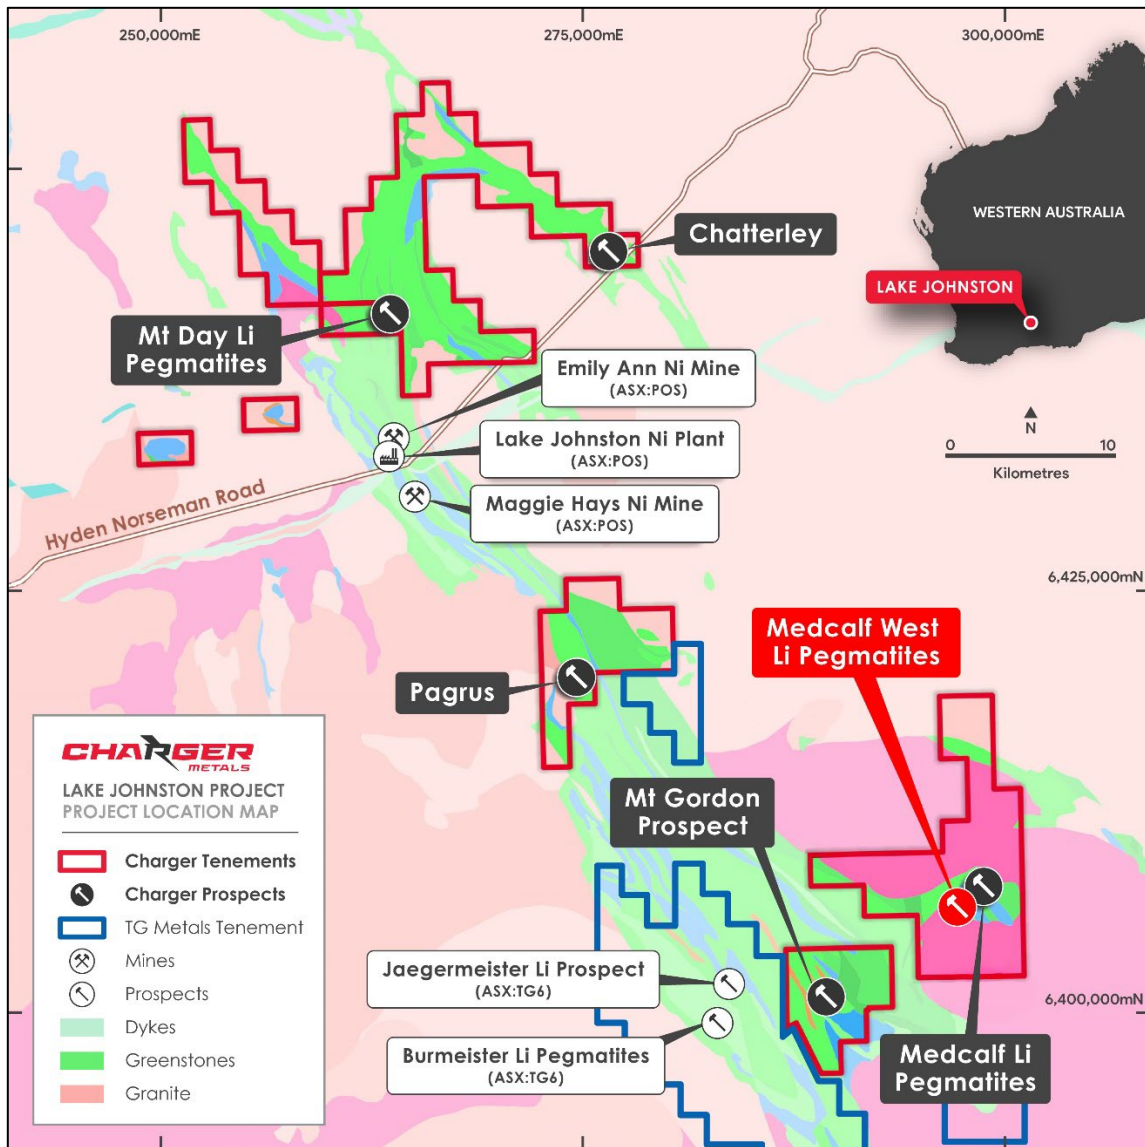 250,000mE
275,000mE
300,000mE
WESTERN AUSTRALIA
LAKE JOHNSTON
Chatterley
Mt Day Li
Pegmatites
Emily Ann Ni Mine
(ASX:POS)
Lake Johnston Ni Plant
(ASX:POS)
Maggie Hays Ni Mine
(ASX:POS)
N
0
10
Kilometres
Hyden Norseman Road
6,425,000mN
Medcalf West
Li Pegmatites
Pagrus
Mt Gordon
Prospect
Jaegermeister Li Prospect
(ASX:TG6)
Burmeister Li Pegmatites
(ASX:TG6)
6,400,000mN
Medcalf Li
Pegmatites
CHARGER
METALS
LAKE JOHNSTON PROJECT
PROJECT LOCATION MAP
Charger Tenements
Charger Prospects
TG Metals Tenement
Mines
Prospects
Dykes
Greenstones
Granite